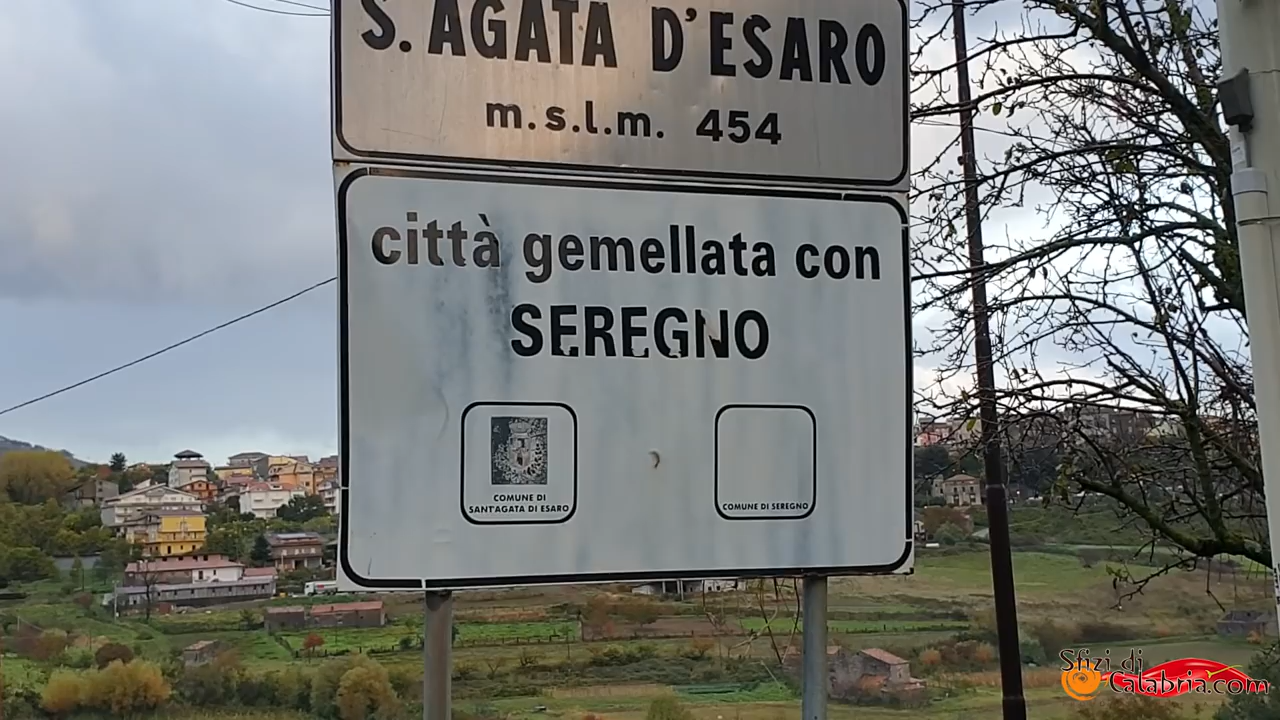 S. AGATA D'ESARO
m.s.l.m. 454
città gemellata con
SEREGNO
COMUNE DI
SANT'AGATA DI ESARO
COMUNE DI SEREGNO
Sfizi di
Calabria.com